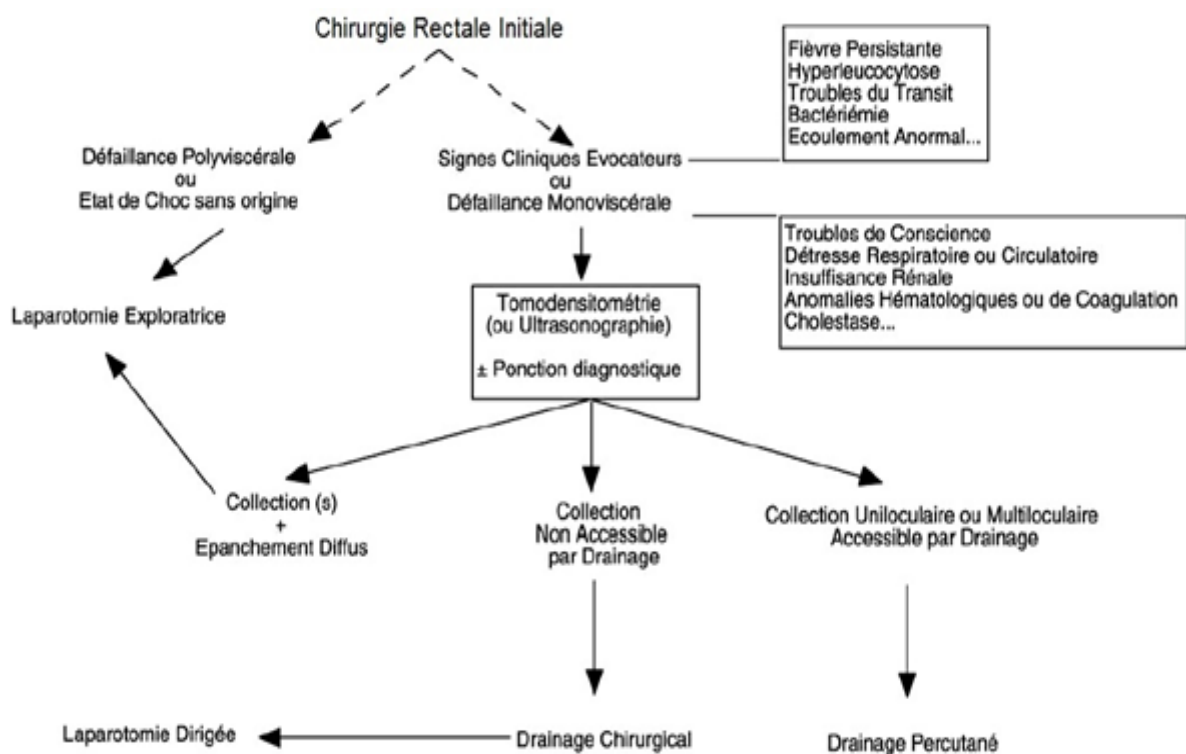 Chirurgie Rectale Initiale
Fièvre Persistante
Hyperleucocytose
Troubles du Transit
Bactériémie
Ecoulement Anormal...
Défaillance Polyviscérale
ou
Etat de Choc sans origine
Signes Cliniques Evocateurs
ou
Défaillance Monoviscérale
Troubles de Conscience
Détresse Respiratoire ou Circulatoire
Insuffisance Rénale
Anomalies Hématologiques ou de Coagulation
Cholestase...
Laparotomie Exploratrice
Tomodensitométrie
(ou Ultrasonographie)
± Ponction diagnostique
Collection (s)
+
Epanchement Diffus
Collection
Non Accessible
par Drainage
Collection Uniloculaire ou Multiloculaire
Accessible par Drainage
Laparotomie Dirigée
Drainage Chirurgical
Drainage Percutané